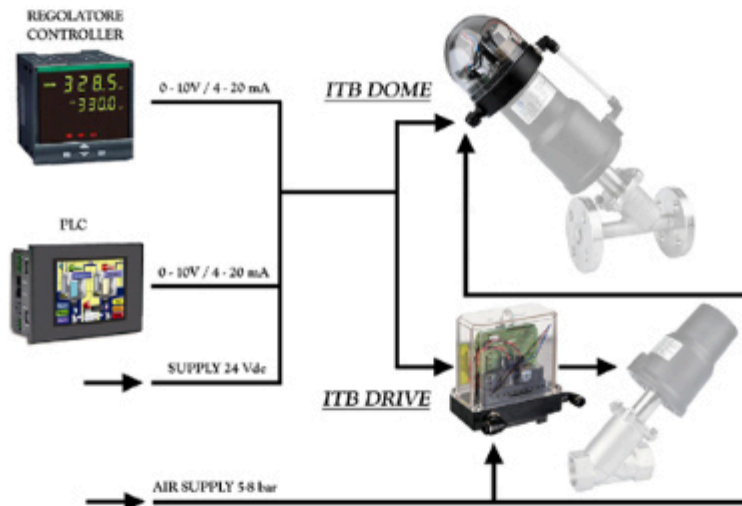 REGOLATORE
CONTROLLER
328.5
330.0
0 - 10V / 4 - 20 mA
ITB DOME
PLC
0 - 10V / 4 - 20 mA
SUPPLY 24 Vdc
ITB DRIVE
AIR SUPPLY 5-8 bar